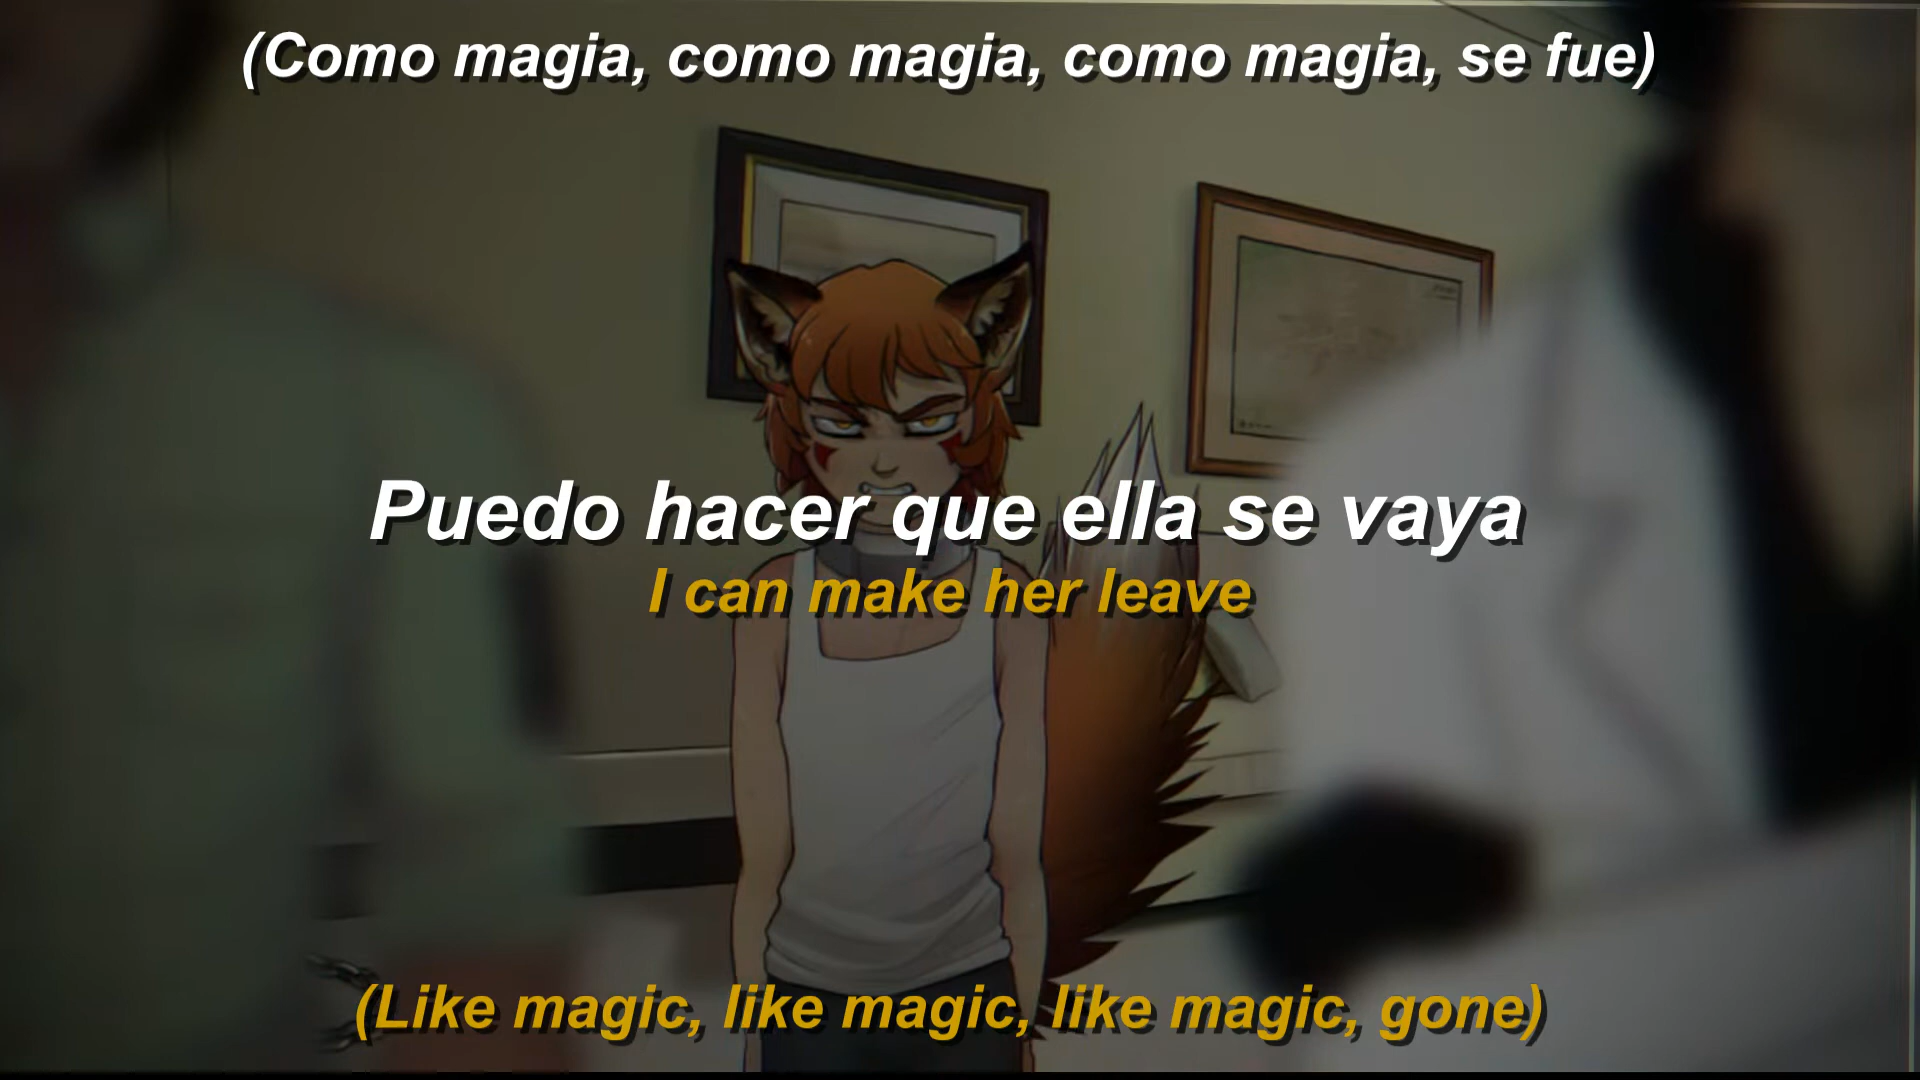 (Como magia, como magia, como magia, se fue)
Puedo hacer que ella se vaya
I can make her leave
(Like magic, like magic, like magic, gone)